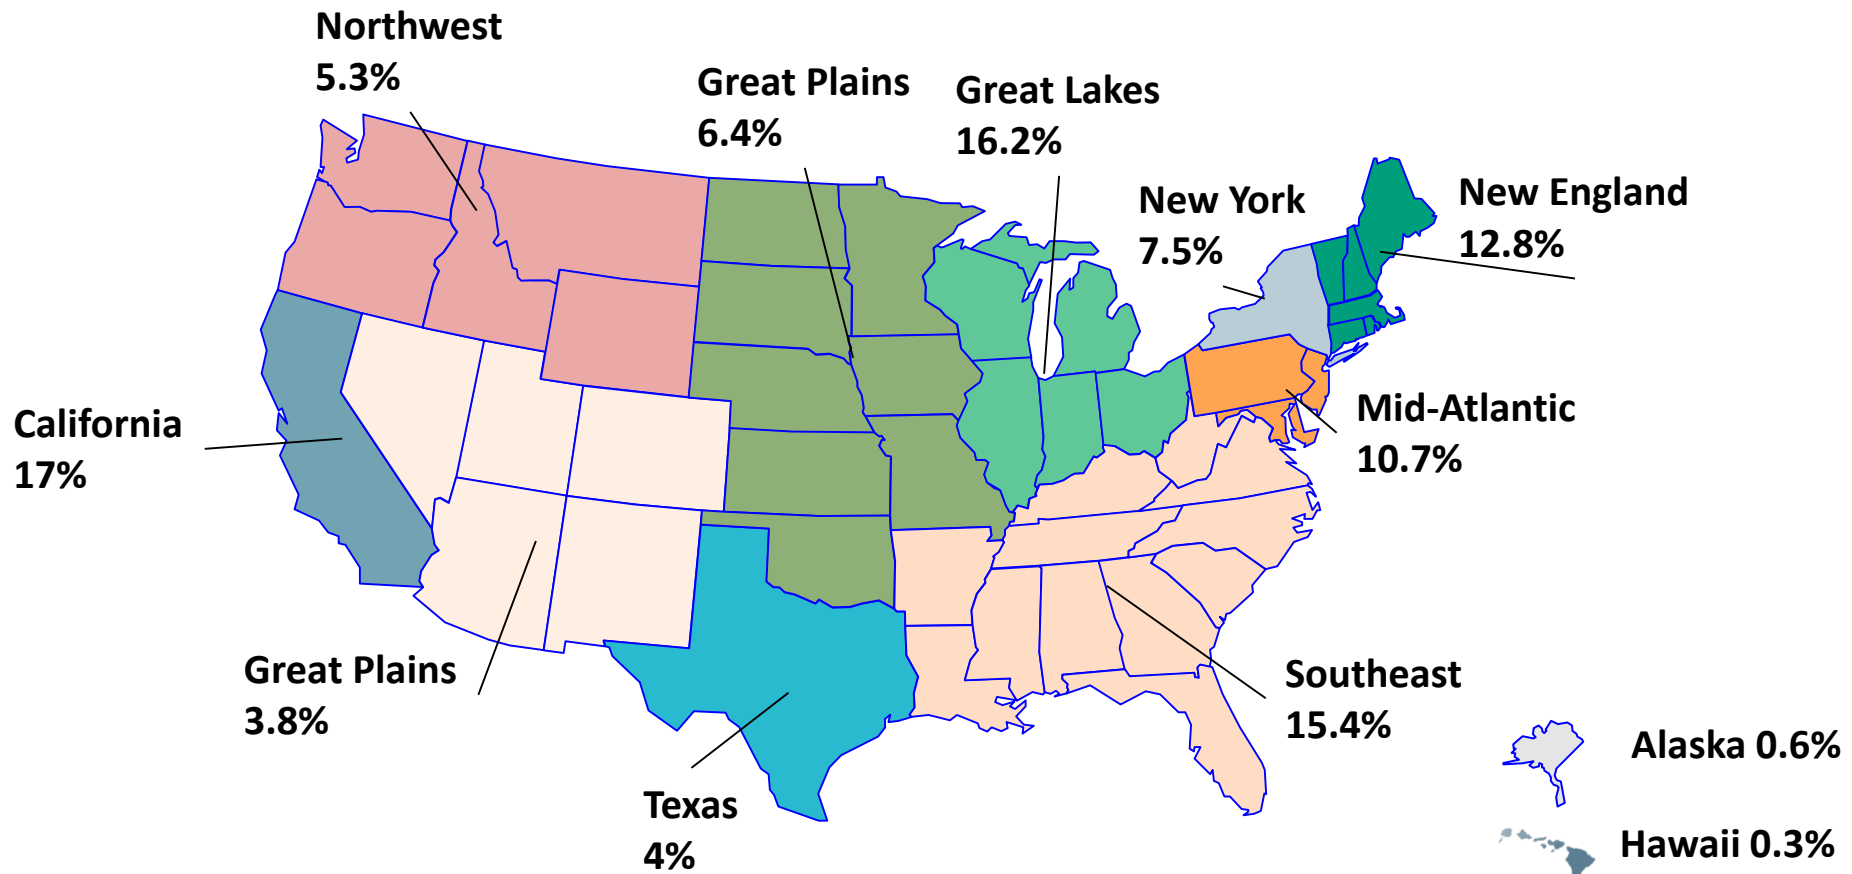 Northwest
5.3%
Great Plains
6.4%
Great Lakes
16.2%
New York
7.5%
New England
12.8%
California
17%
Mid-Atlantic
10.7%
Great Plains
3.8%
Southeast
15.4%
Texas
4%
Alaska 0.6%
Hawaii 0.3%